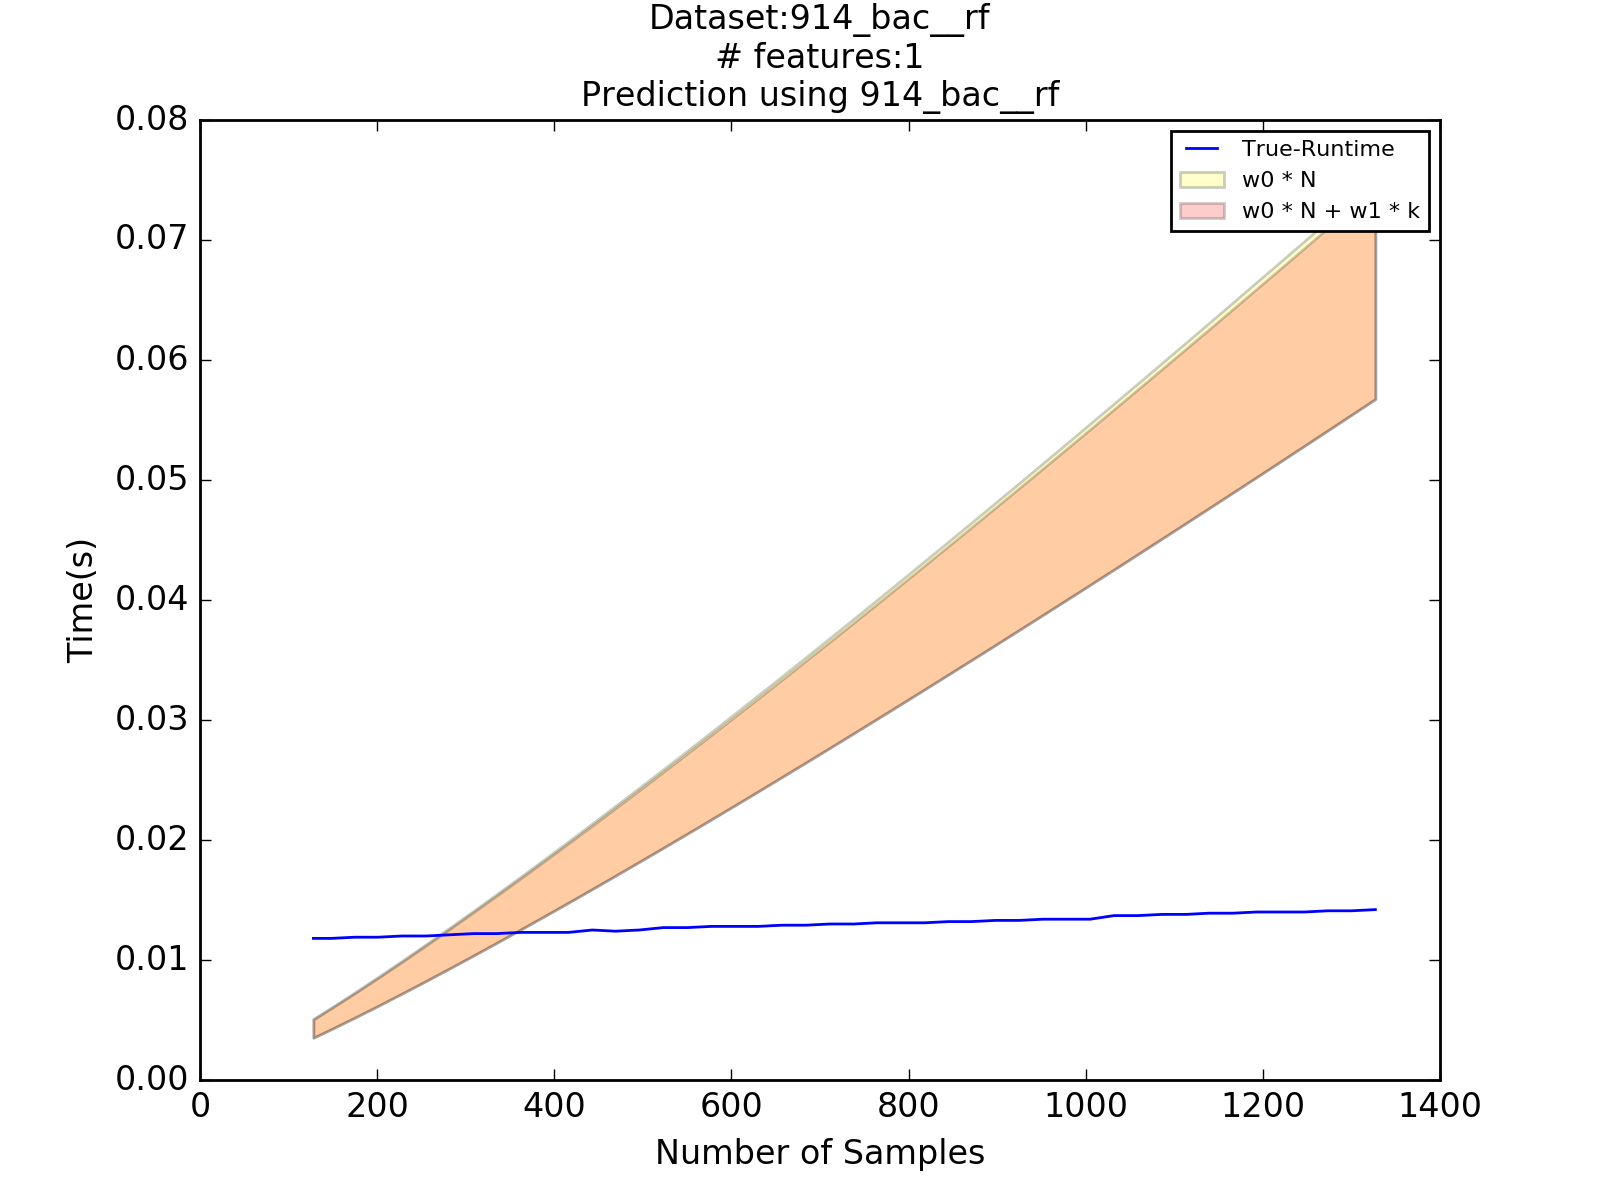 Dataset:914_bac__rf
# features:1
Prediction using 914_bac__rf
0.08
0.07
0.06
0.05
0.04
0.03
0.02
0.01
0.00
Time(s)
True-Runtime
w0 * N
w0 * N + w1 * k
0 200 400 600 800 1000 1200 1400
Number of Samples